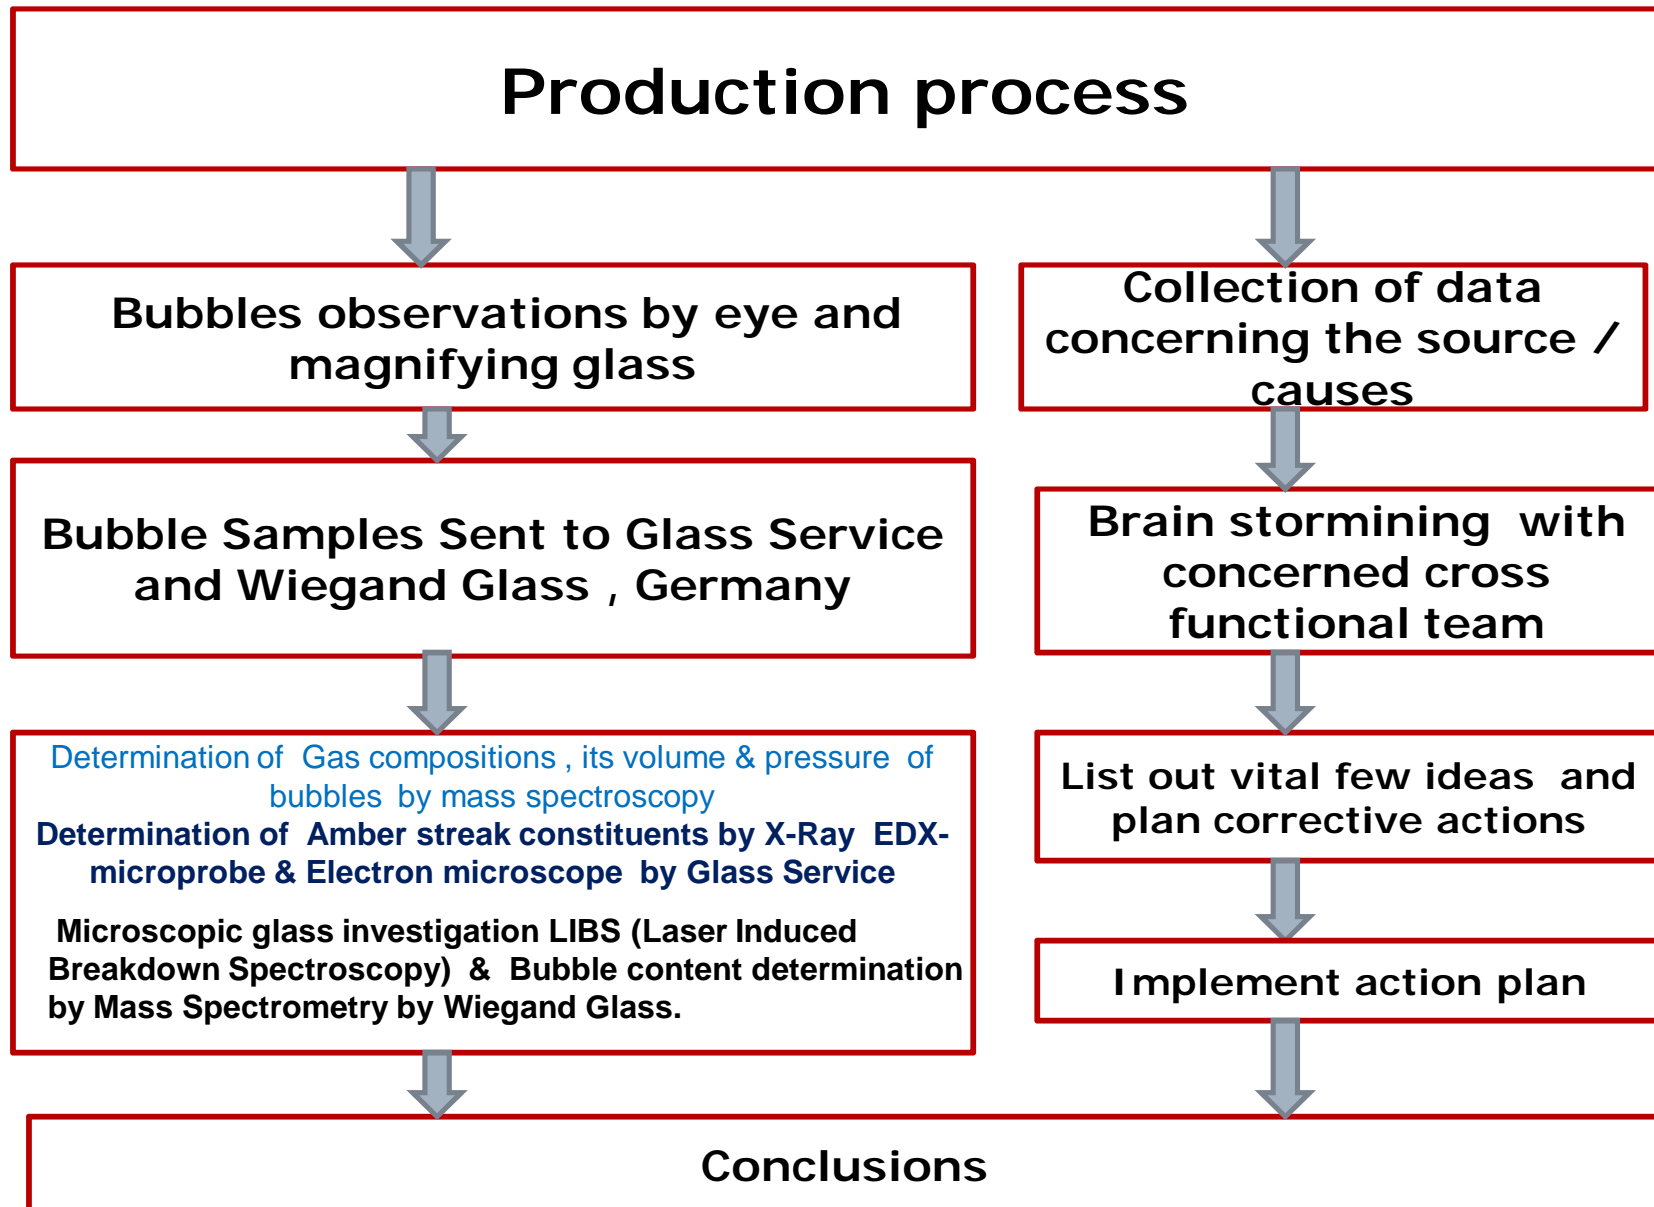 Production process
Bubbles observations by eye and
magnifying glass
Bubble Samples Sent to Glass Service
and Wiegand Glass , Germany
Determination of Gas compositions , its volume & pressure of
bubbles by mass spectroscopy
Determination of Amber streak constituents by X-Ray EDX-
microprobe & Electron microscope by Glass Service
Microscopic glass investigation LIBS (Laser Induced
Breakdown Spectroscopy) & Bubble content determination
by Mass Spectrometry by Wiegand Glass.
Collection of data
concerning the source /
causes
Brain stormining with
concerned cross
functional team
List out vital few ideas and
plan corrective actions
Implement action plan
Conclusions